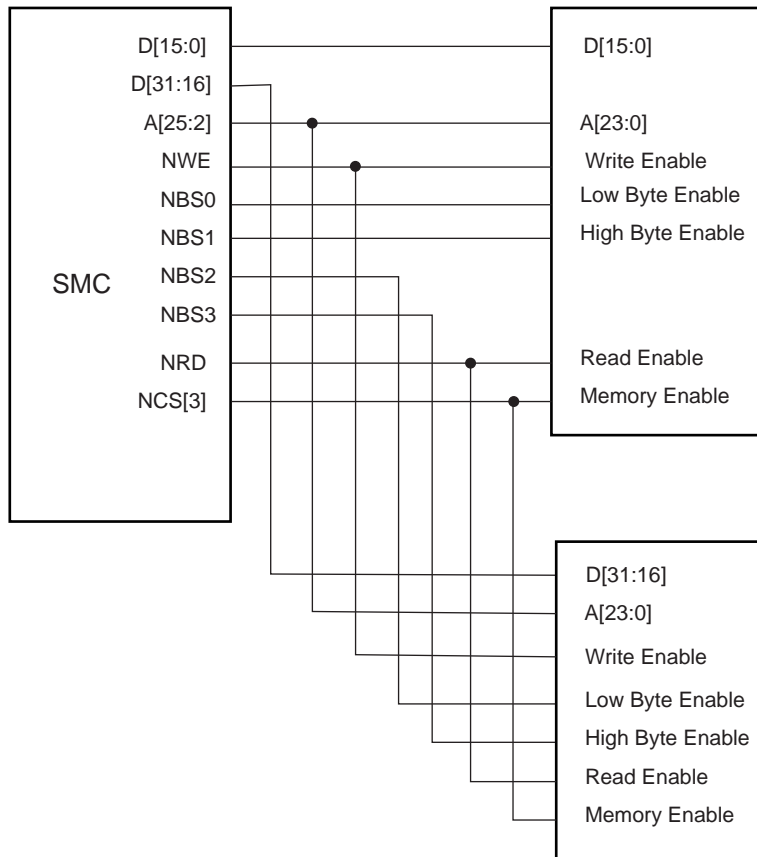 D[15:0]
D[31:16]
A[25:2]
NWE
NBS0
NBS1
NBS2
NBS3
NRD
NCS[3]
SMC
D[15:0]
A[23:0]
Write Enable
Low Byte Enable
High Byte Enable
Read Enable
Memory Enable
D[31:16]
A[23:0]
Write Enable
Low Byte Enable
High Byte Enable
Read Enable
Memory Enable